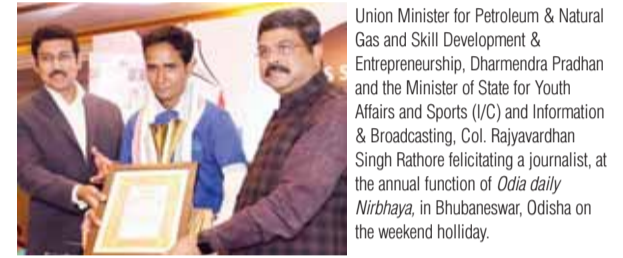 Union Minister for Petroleum & Natural
Gas and Skill Development &
Entrepreneurship, Dharmendra Pradhan
and the Minister of State for Youth
Affairs and Sports (I/C) and Information
& Broadcasting, Col. Rajyavardhan
Singh Rathore felicitating a journalist, at
the annual function of Odia daily
Nirbhaya, in Bhubaneswar, Odisha on
the weekend holliday.